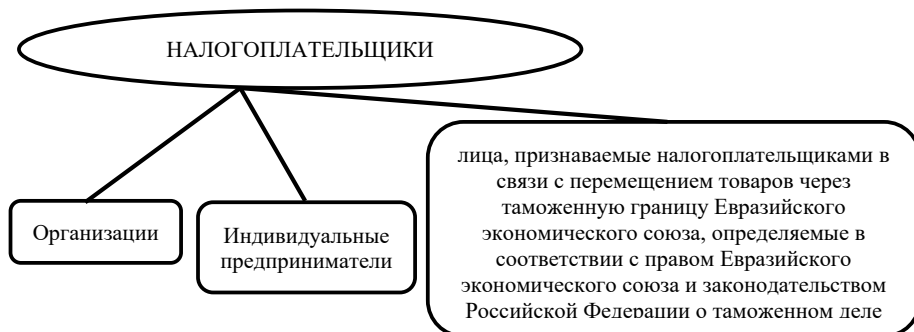 НАЛОГОПЛАТЕЛЬЩИКИ
Организации
Индивидуальные
предприниматели
лица, признаваемые налогоплательщиками в
связи с перемещением товаров через
таможенную границу Евразийского
экономического союза, определяемые в
соответствии с правом Евразийского
экономического союза и законодательством
Российской Федерации о таможенном деле